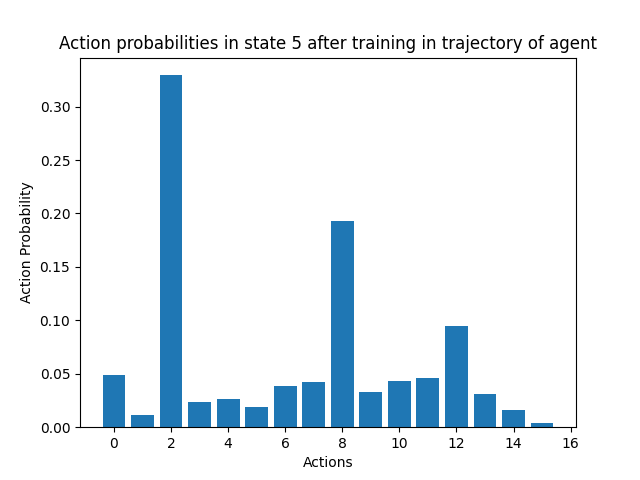 Action probabilities in state 5 after training in trajectory of agent
0.30
0.25
0.20
0.15
0.10
0.05
0.00
Action Probability
0 2 4 6 8 10 12 14 16
Actions